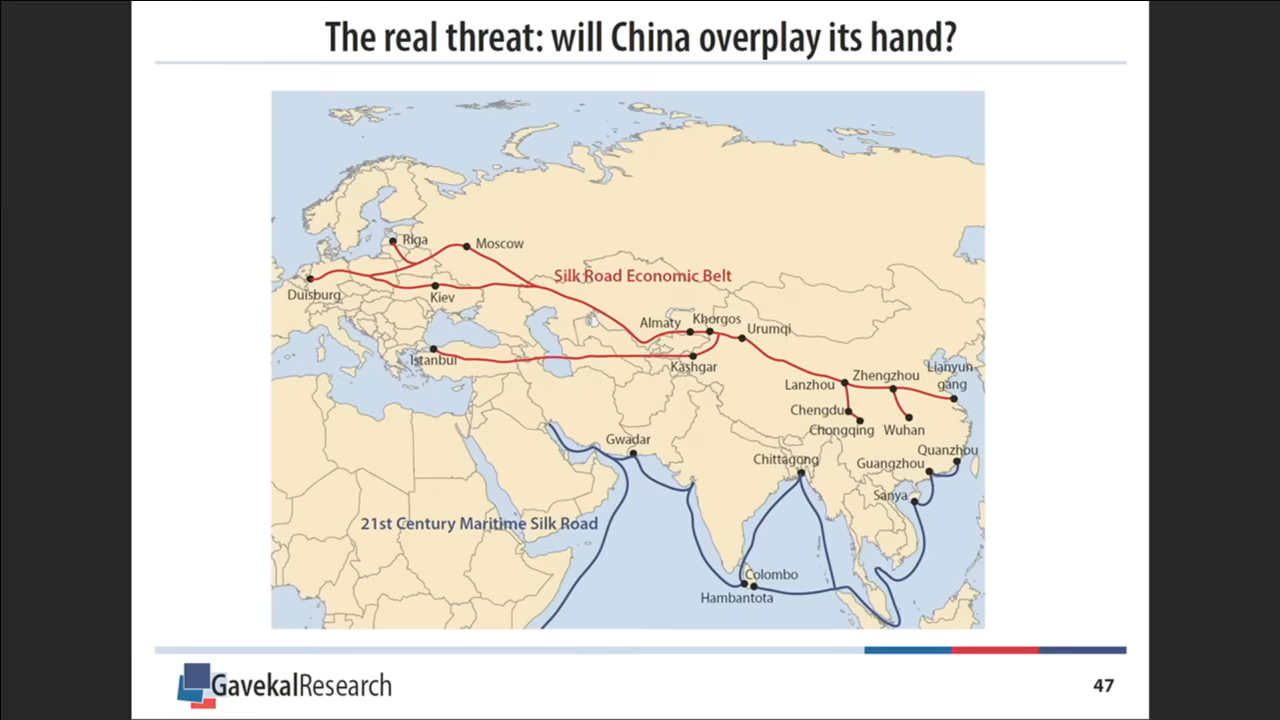 The real threat: will China overplay its hand?
Riga
Moscow
Silk Road Economic Belt
Duisburg
Kiev
Almaty
Khorgos
Urumqi
Istanbul
Kashgar
Lanzhou
Zhengzhou
Lianyun
gang
Chengdu
Chongqing
Wuhan
Gwadar
Chittagong
Guangzhou
Quanzhou
Sanya
21st Century Maritime Silk Road
Colombo
Hambantota
GavekalResearch
47